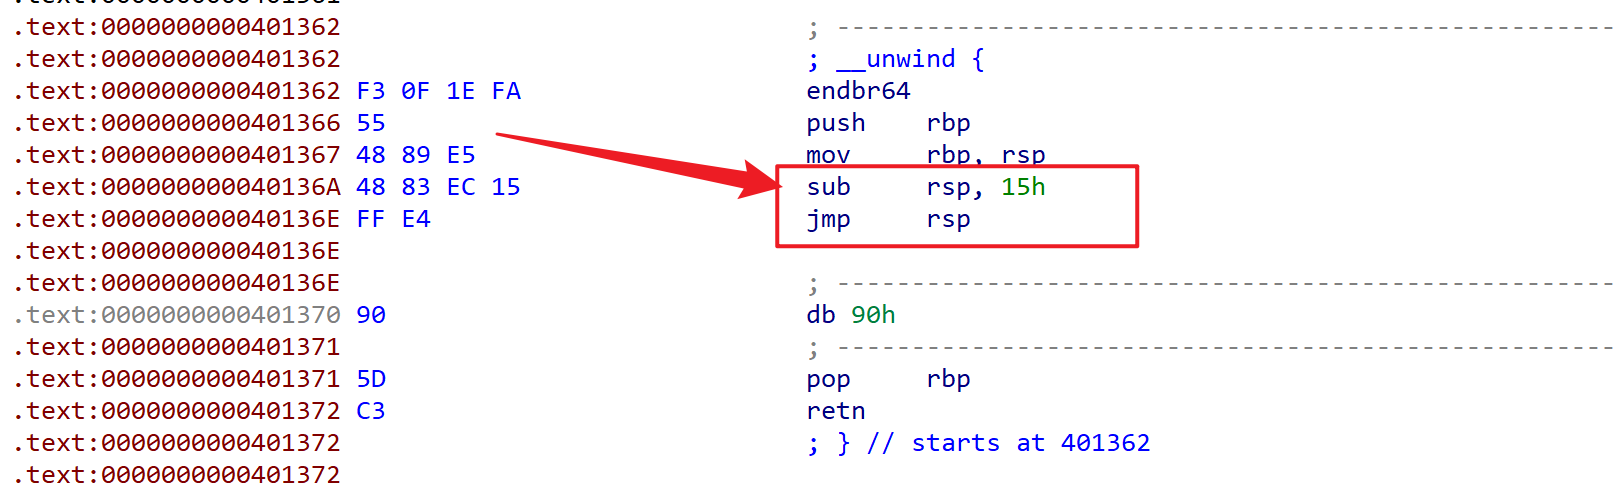 .text:0000000000401362 ; ----------------------------------------------------
.text:0000000000401362 ; __unwind {
.text:0000000000401362 F3 0F 1E FA endbr64
.text:0000000000401366 55 push rbp
.text:0000000000401367 48 89 E5 mov rbp, rsp
.text:000000000040136A 48 83 EC 15 sub rsp, 15h
.text:000000000040136E FF E4 jmp rsp
.text:000000000040136E
.text:000000000040136E ; ----------------------------------------------------
.text:0000000000401370 90 db 90h
.text:0000000000401371 ; ----------------------------------------------------
.text:0000000000401371 5D pop rbp
.text:0000000000401372 C3 retn
.text:0000000000401372 ; } // starts at 401362
.text:0000000000401372